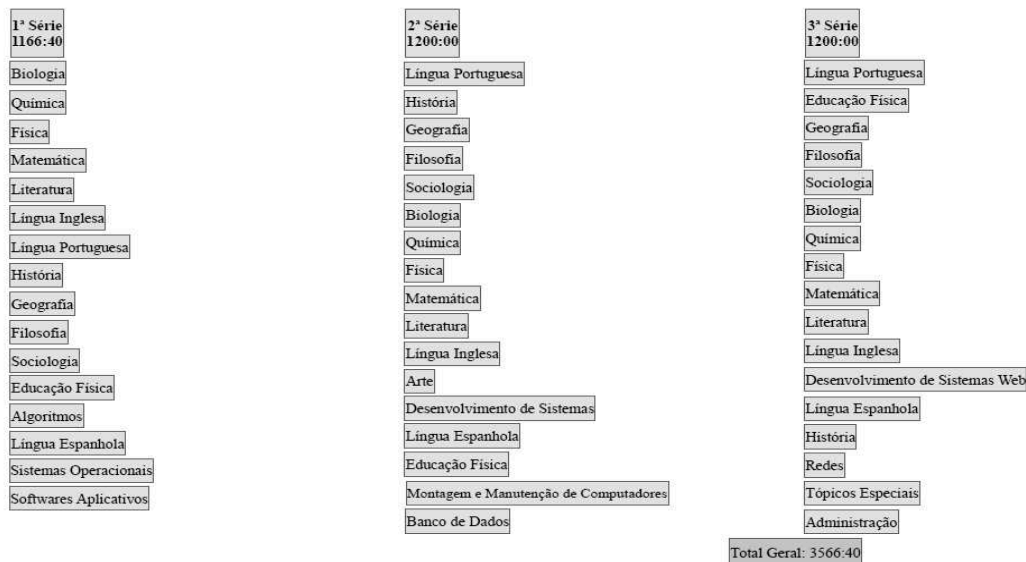 1ª Série
1166:40
Biologia
Química
Física
Matemática
Literatura
Língua Inglesa
Língua Portuguesa
História
Geografia
Filosofia
Sociologia
Educação Física
Algoritmos
Língua Espanhola
Sistemas Operacionais
Softwares Aplicativos
2ª Série
1200:00
Língua Portuguesa
História
Geografia
Filosofia
Sociologia
Biologia
Química
Física
Matemática
Literatura
Língua Inglesa
Arte
Desenvolvimento de Sistemas
Língua Espanhola
Educação Física
Montagem e Manutenção de Computadores
Banco de Dados
3ª Série
1200:00
Língua Portuguesa
Educação Física
Geografia
Filosofia
Sociologia
Biologia
Química
Física
Matemática
Literatura
Língua Inglesa
Desenvolvimento de Sistemas Web
Língua Espanhola
História
Redes
Tópicos Especiais
Administração
Total Geral: 3566:40